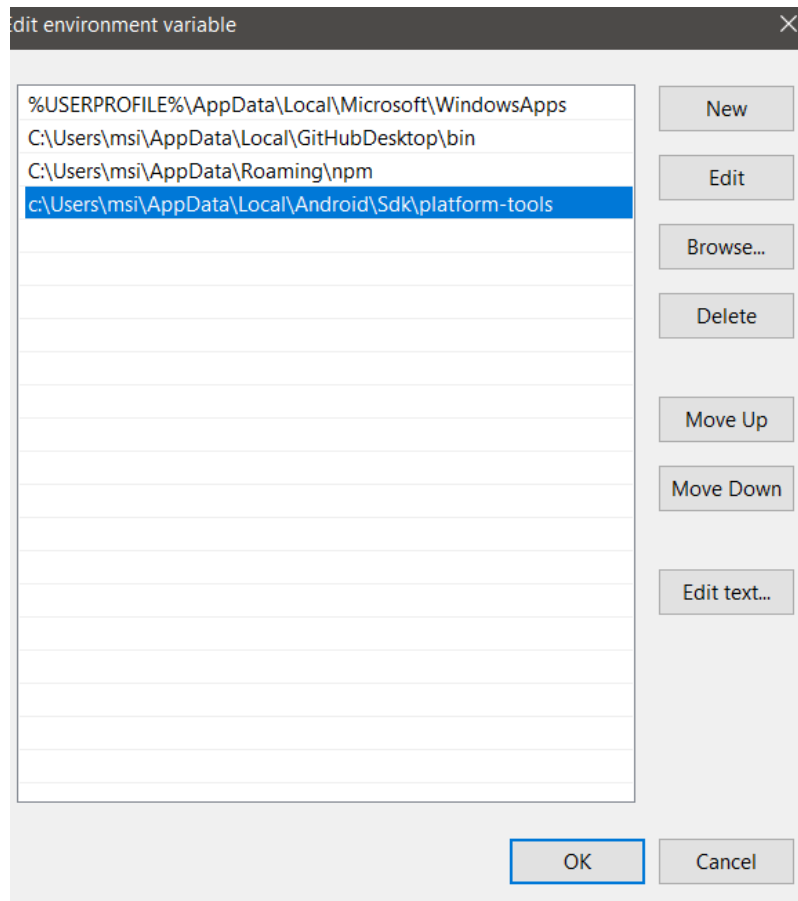 dit environment variable
%USERPROFILE%\AppData\Local\Microsoft\WindowsApps
C:\Users\msi\AppData\Local\GitHubDesktop\bin
C:\Users\msi\AppData\Roaming\npm
c:\Users\msi\AppData\Local\Android\Sdk\platform-tools
New
Edit
Browse...
Delete
Move Up
Move Down
Edit text...
OK
Cancel